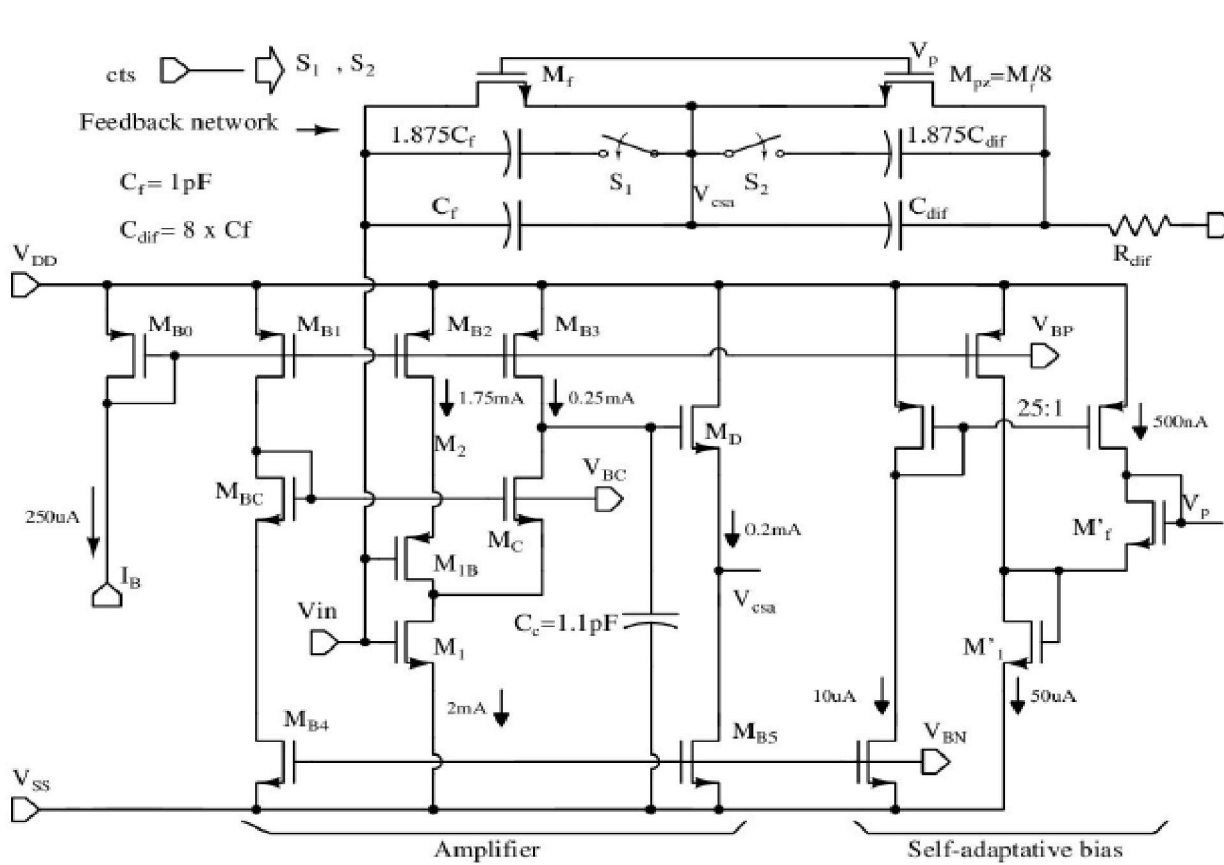 cts
S1 , S2
Mf
Vp
Mpz=Mf/8
Feedback network
1.875Cf
1.875Cdif
S1
S2
Vcsa
Cf= 1pF
Cf
Cdif
Cdif= 8 x Cf
Rdif
VDD
MB0
MB1
MB2
MB3
VBP
1.75mA
0.25mA
25:1
500nA
M2
MD
MBC
VBC
250uA
MC
0.2mA
M'f
Vp
IB
M1B
Vcsa
Vin
Cc=1.1pF
M1
M'1
2mA
10uA
50uA
MB4
MB5
VBN
VSS
Amplifier
Self-adaptative bias